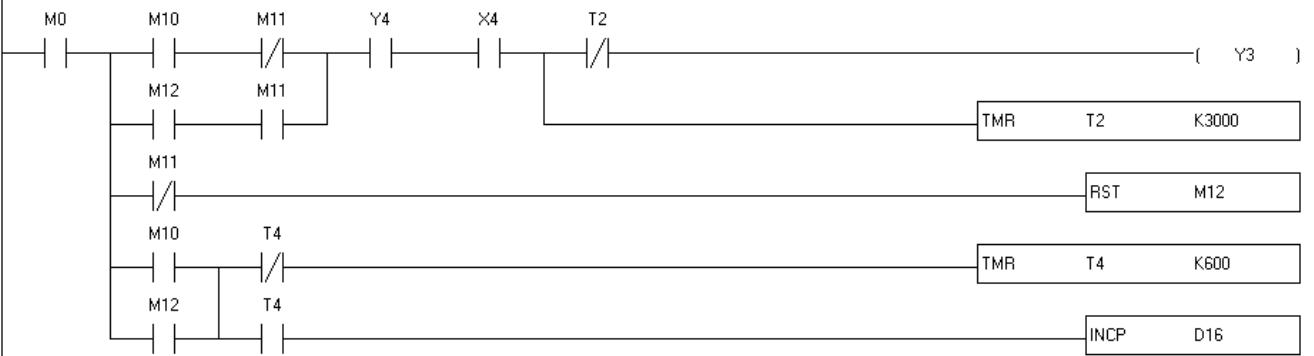 M0 M10 M11 Y4 X4 T2
( Y3 )
M12 M11
TMR T2 K3000
M11
RST M12
M10 T4
TMR T4 K600
M12 T4
INCP D16